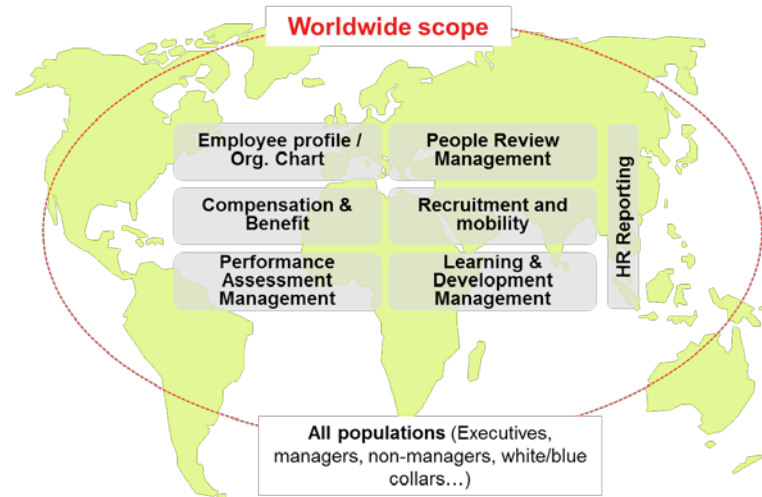 Worldwide scope
Employee profile /
Org. Chart
People Review
Management
Compensation &
Benefit
Recruitment and
mobility
Performance
Assessment
Management
Learning &
Development
Management
HR Reporting
All populations (Executives,
managers, non-managers, white/blue
collars…)